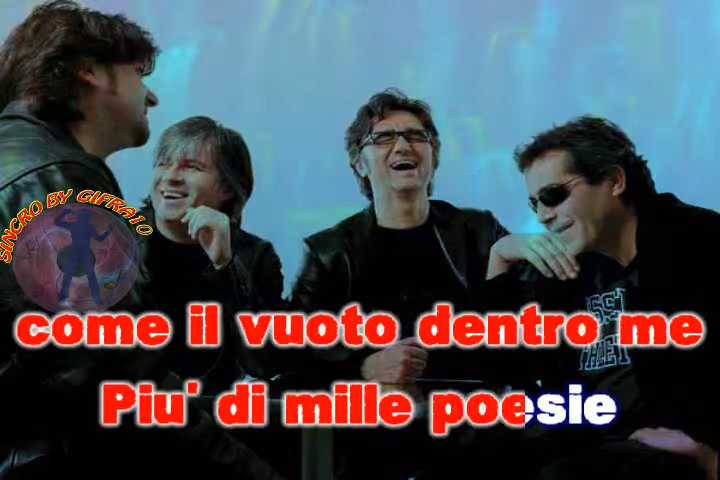 SINCRO BY GIFRA10
come il vuoto dentro me
Piu' di mille poesie